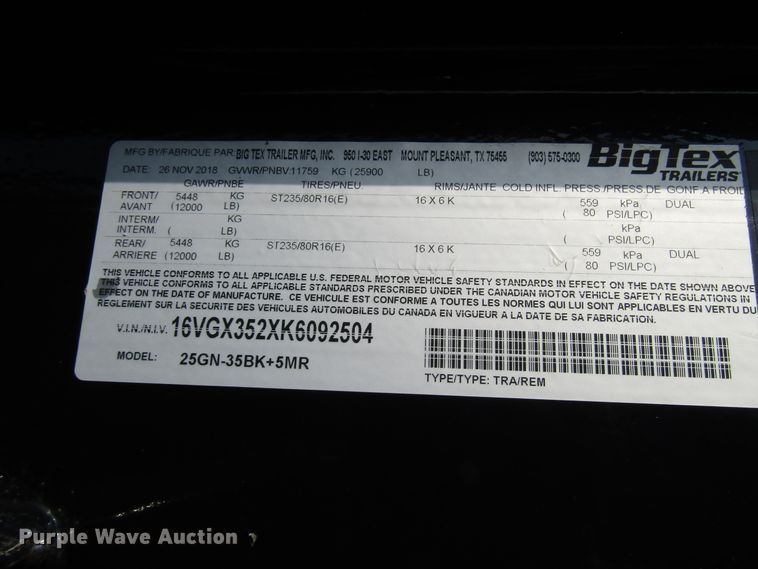 MFG BY/FABRIQUE PAR: BIG TEX TRAILER MFG, INC. 950 I-30 EAST MOUNT PLEASANT, TX 75455 (903) 575-0300
BigTex
TRAILERS
DATE: 26 NOV 2018 GVWR/PNBV:11759 KG (25900 LB)
GAWR/PNBE TIRES/PNEU RIMS/JANTE COLD INFL. PRESS./PRESS.DE GONF A FROID
FRONT/ 5448 KG ST235/80R16(E) 16 X 6 K 559 kPa DUAL
AVANT (12000 LB) ( 80 PSI/LPC)
INTERM/ KG kPa
INTERM. ( LB) ( PSI/LPC)
REAR/ 5448 KG ST235/80R16(E) 16 X 6 K 559 kPa DUAL
ARRIERE (12000 LB) ( 80 PSI/LPC)
THIS VEHICLE CONFORMS TO ALL APPLICABLE U.S. FEDERAL MOTOR VEHICLE SAFETY STANDARDS IN EFFECT ON THE DATE SHOWN ABOVE
THIS VEHICLE CONFORMS TO ALL APPLICABLE STANDARDS PRESCRIBED UNDER THE CANADIAN MOTOR VEHICLE SAFETY REGULATIONS IN
EFFECT ON THE DATE OF MANUFACTURE. CE VEHICULE EST CONFORME A TOUTES LES NORMES QUI LUI SONT APPLICABLES EN VERTU DU
REGLEMENT SUR LA SECURITE DES VEHICULES AUTOMOBILES DU CANADA EN VIGUEUR A LA DATE DE SA FABRICATION.
V.I.N./N.I.V. 16VGX352XK6092504
MODEL: 25GN-35BK+5MR
TYPE/TYPE: TRA/REM
Purple Wave Auction